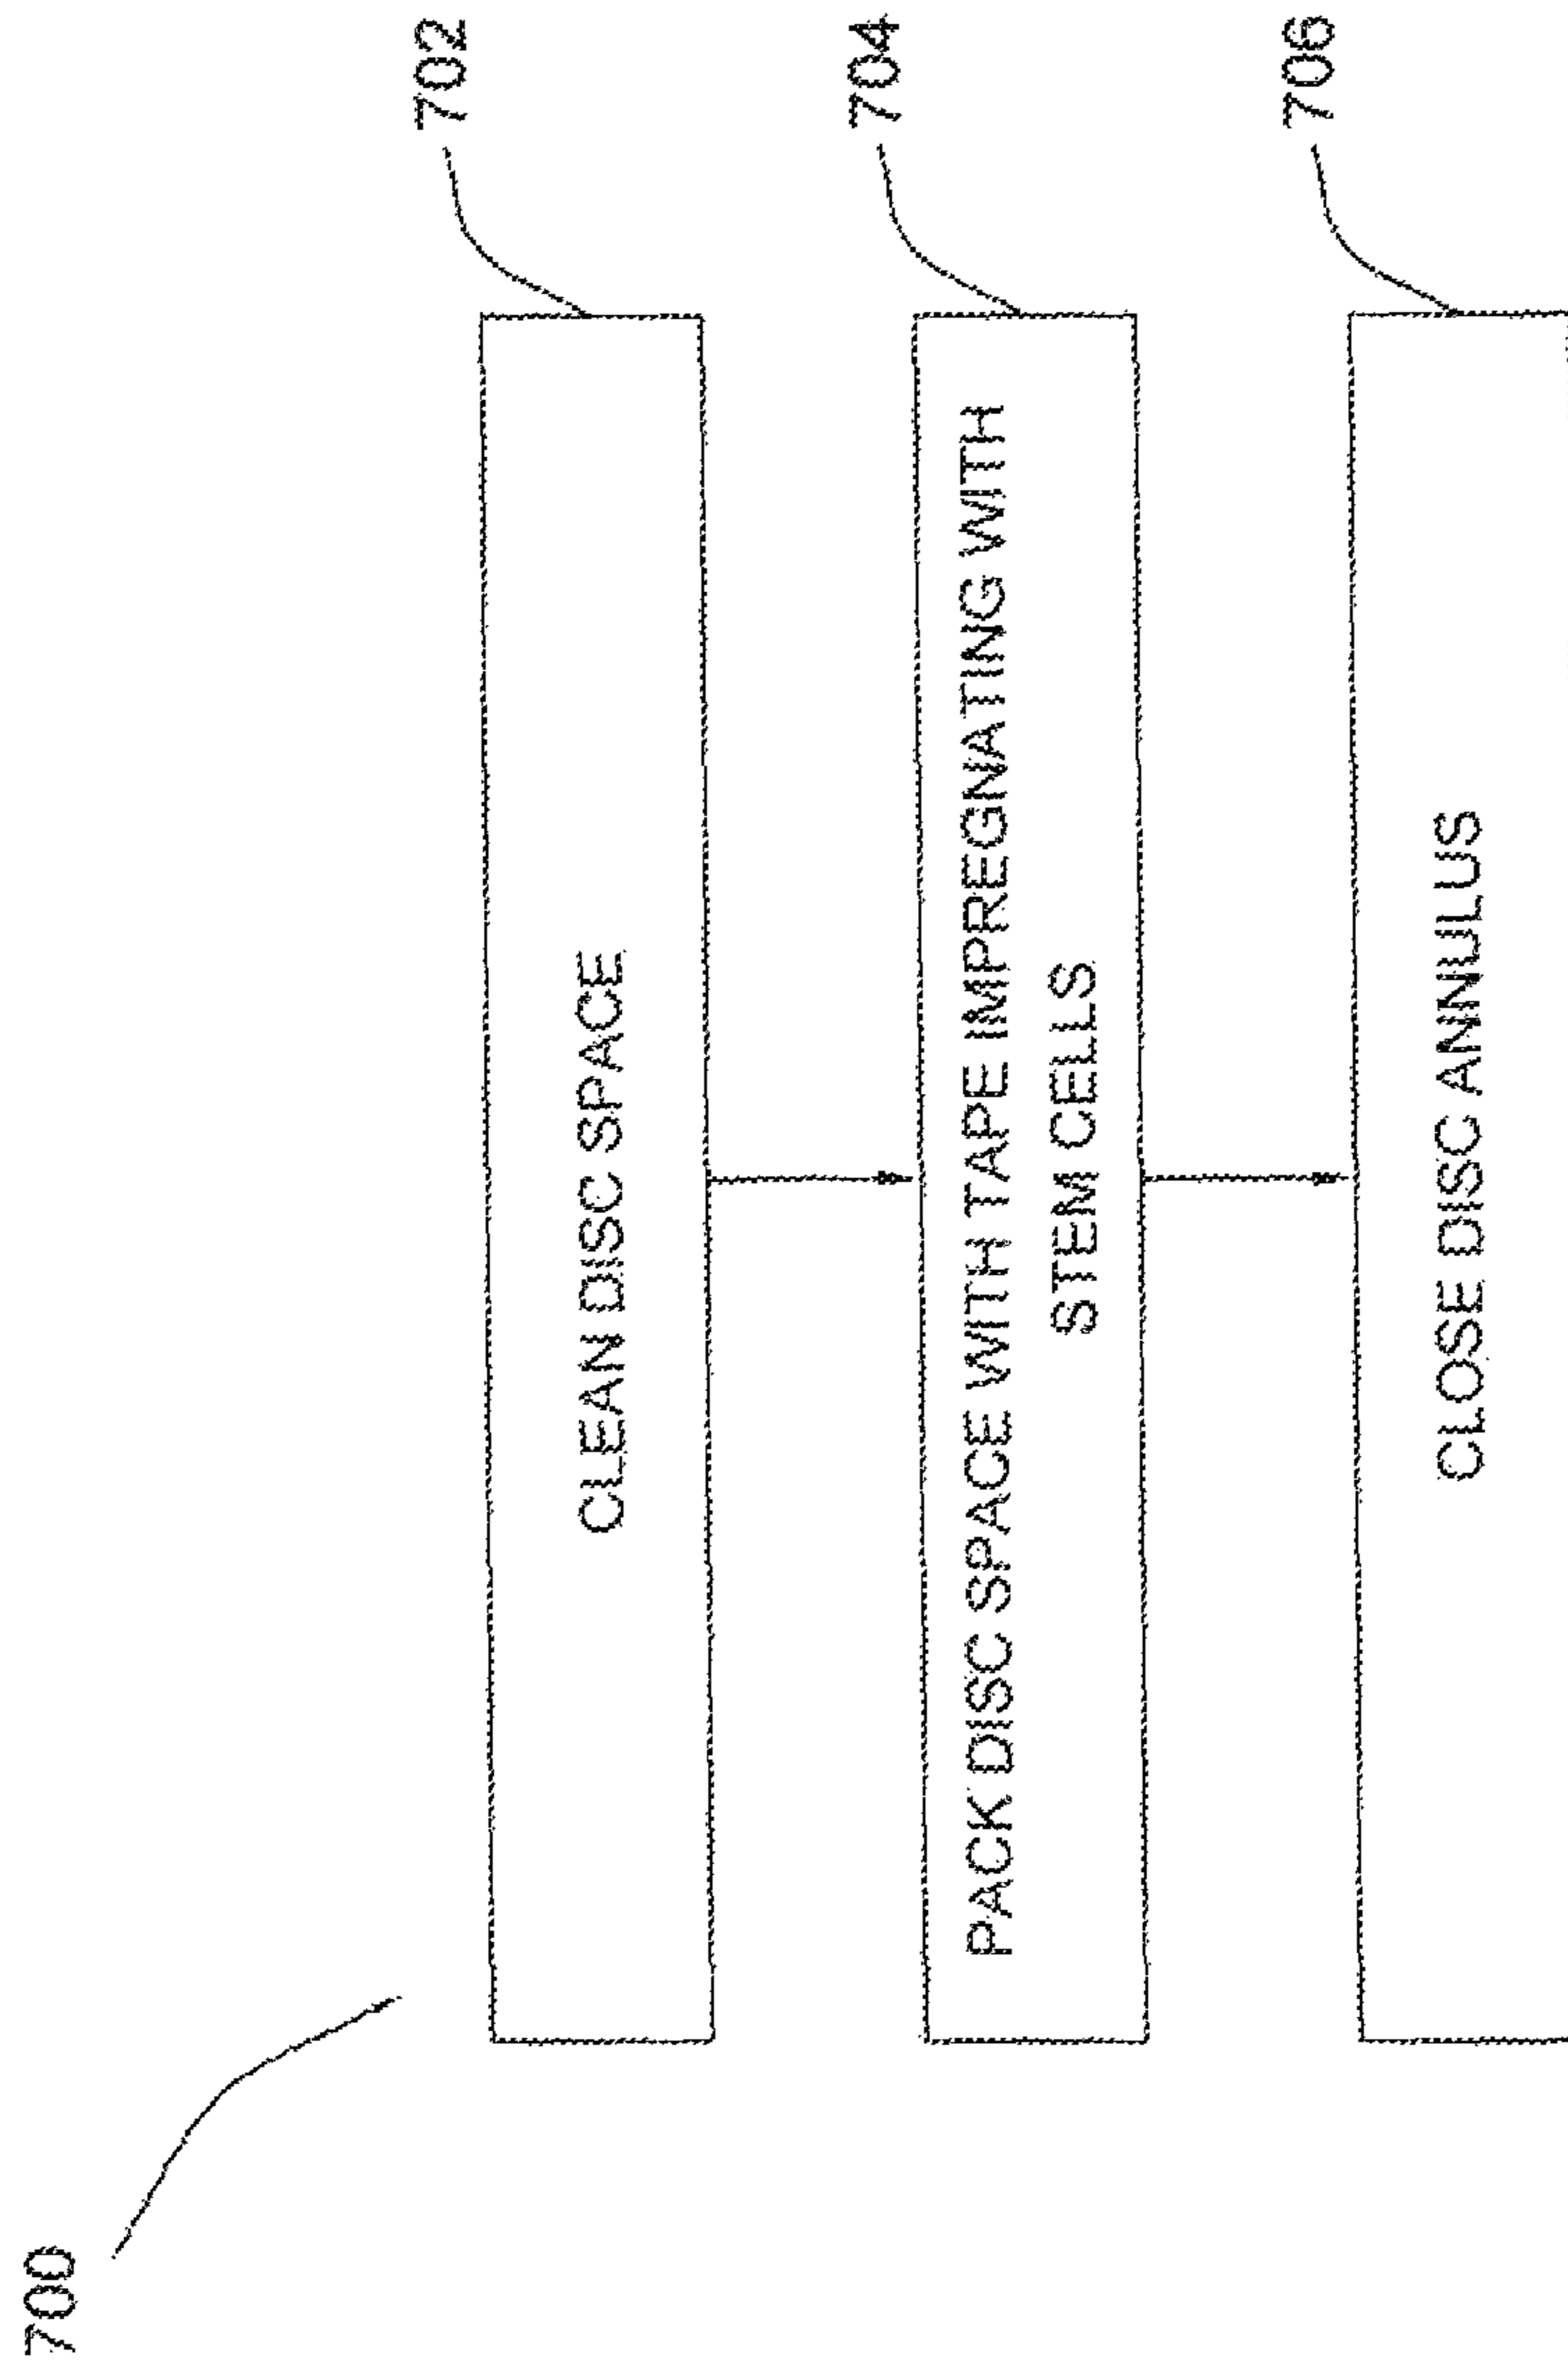 700
702
CLEAN DISC SPACE
704
PACK DISC SPACE WITH TAPE IMPREGNATING WITH
STEM CELLS
706
CLOSE DISC ANNULUS